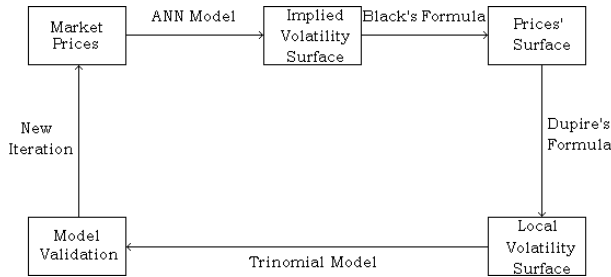 Market
Prices
ANN Model
Implied
Volatility
Surface
Black's Formula
Prices'
Surface
Dupire's
Formula
Local
Volatility
Surface
Trinomial Model
Model
Validation
New
Iteration